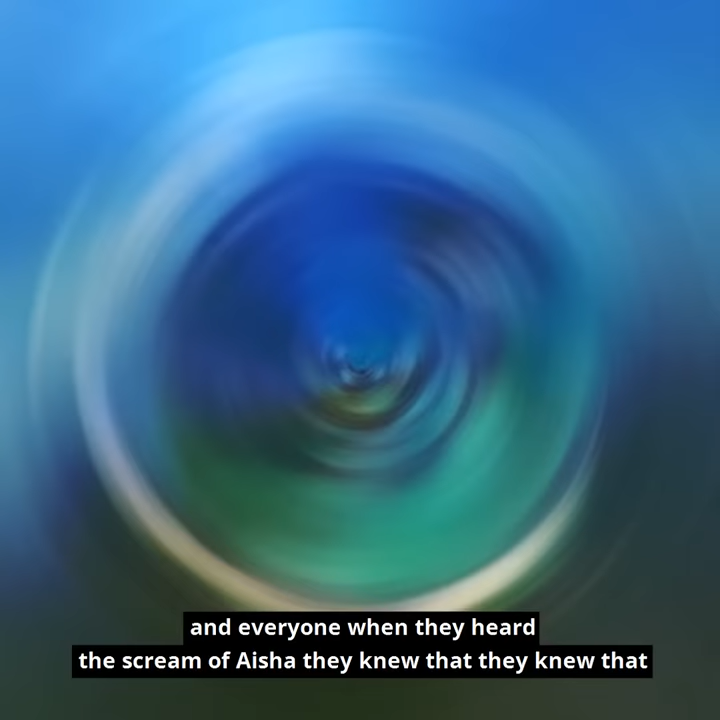 and everyone when they heard
the scream of Aisha they knew that they knew that